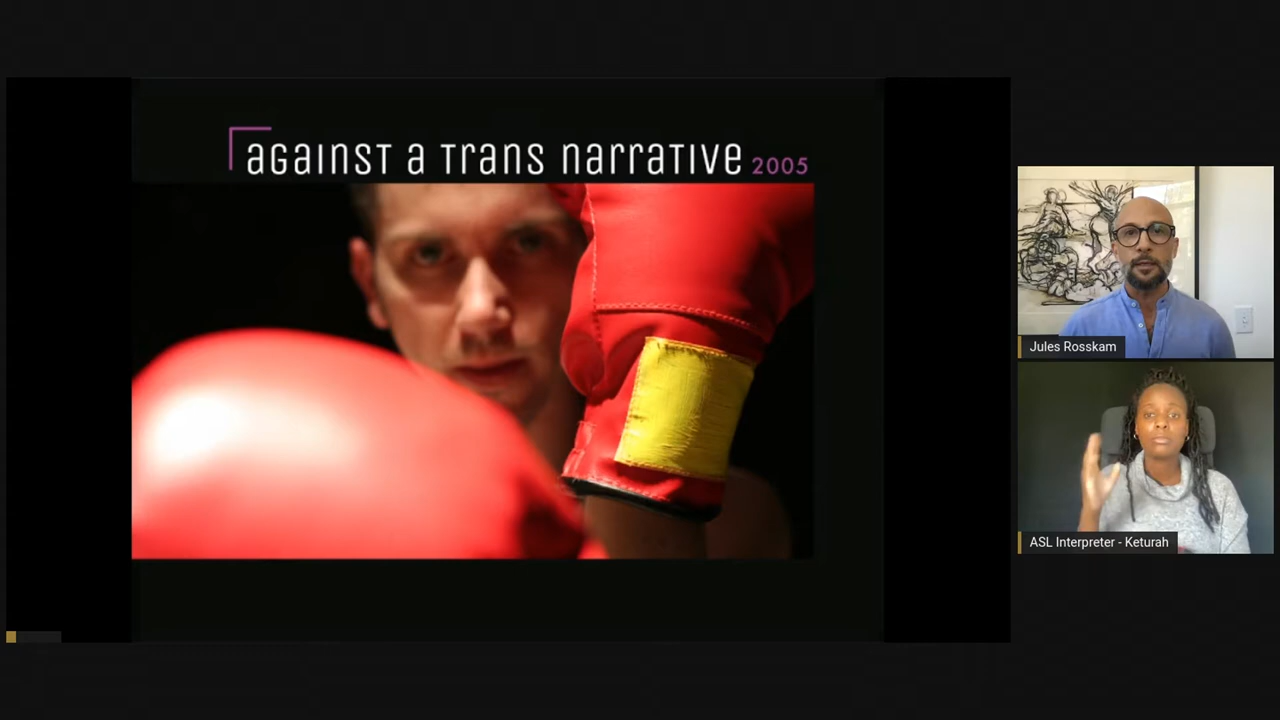 against a trans narrative 2005
Jules Rosskam
ASL Interpreter - Keturah